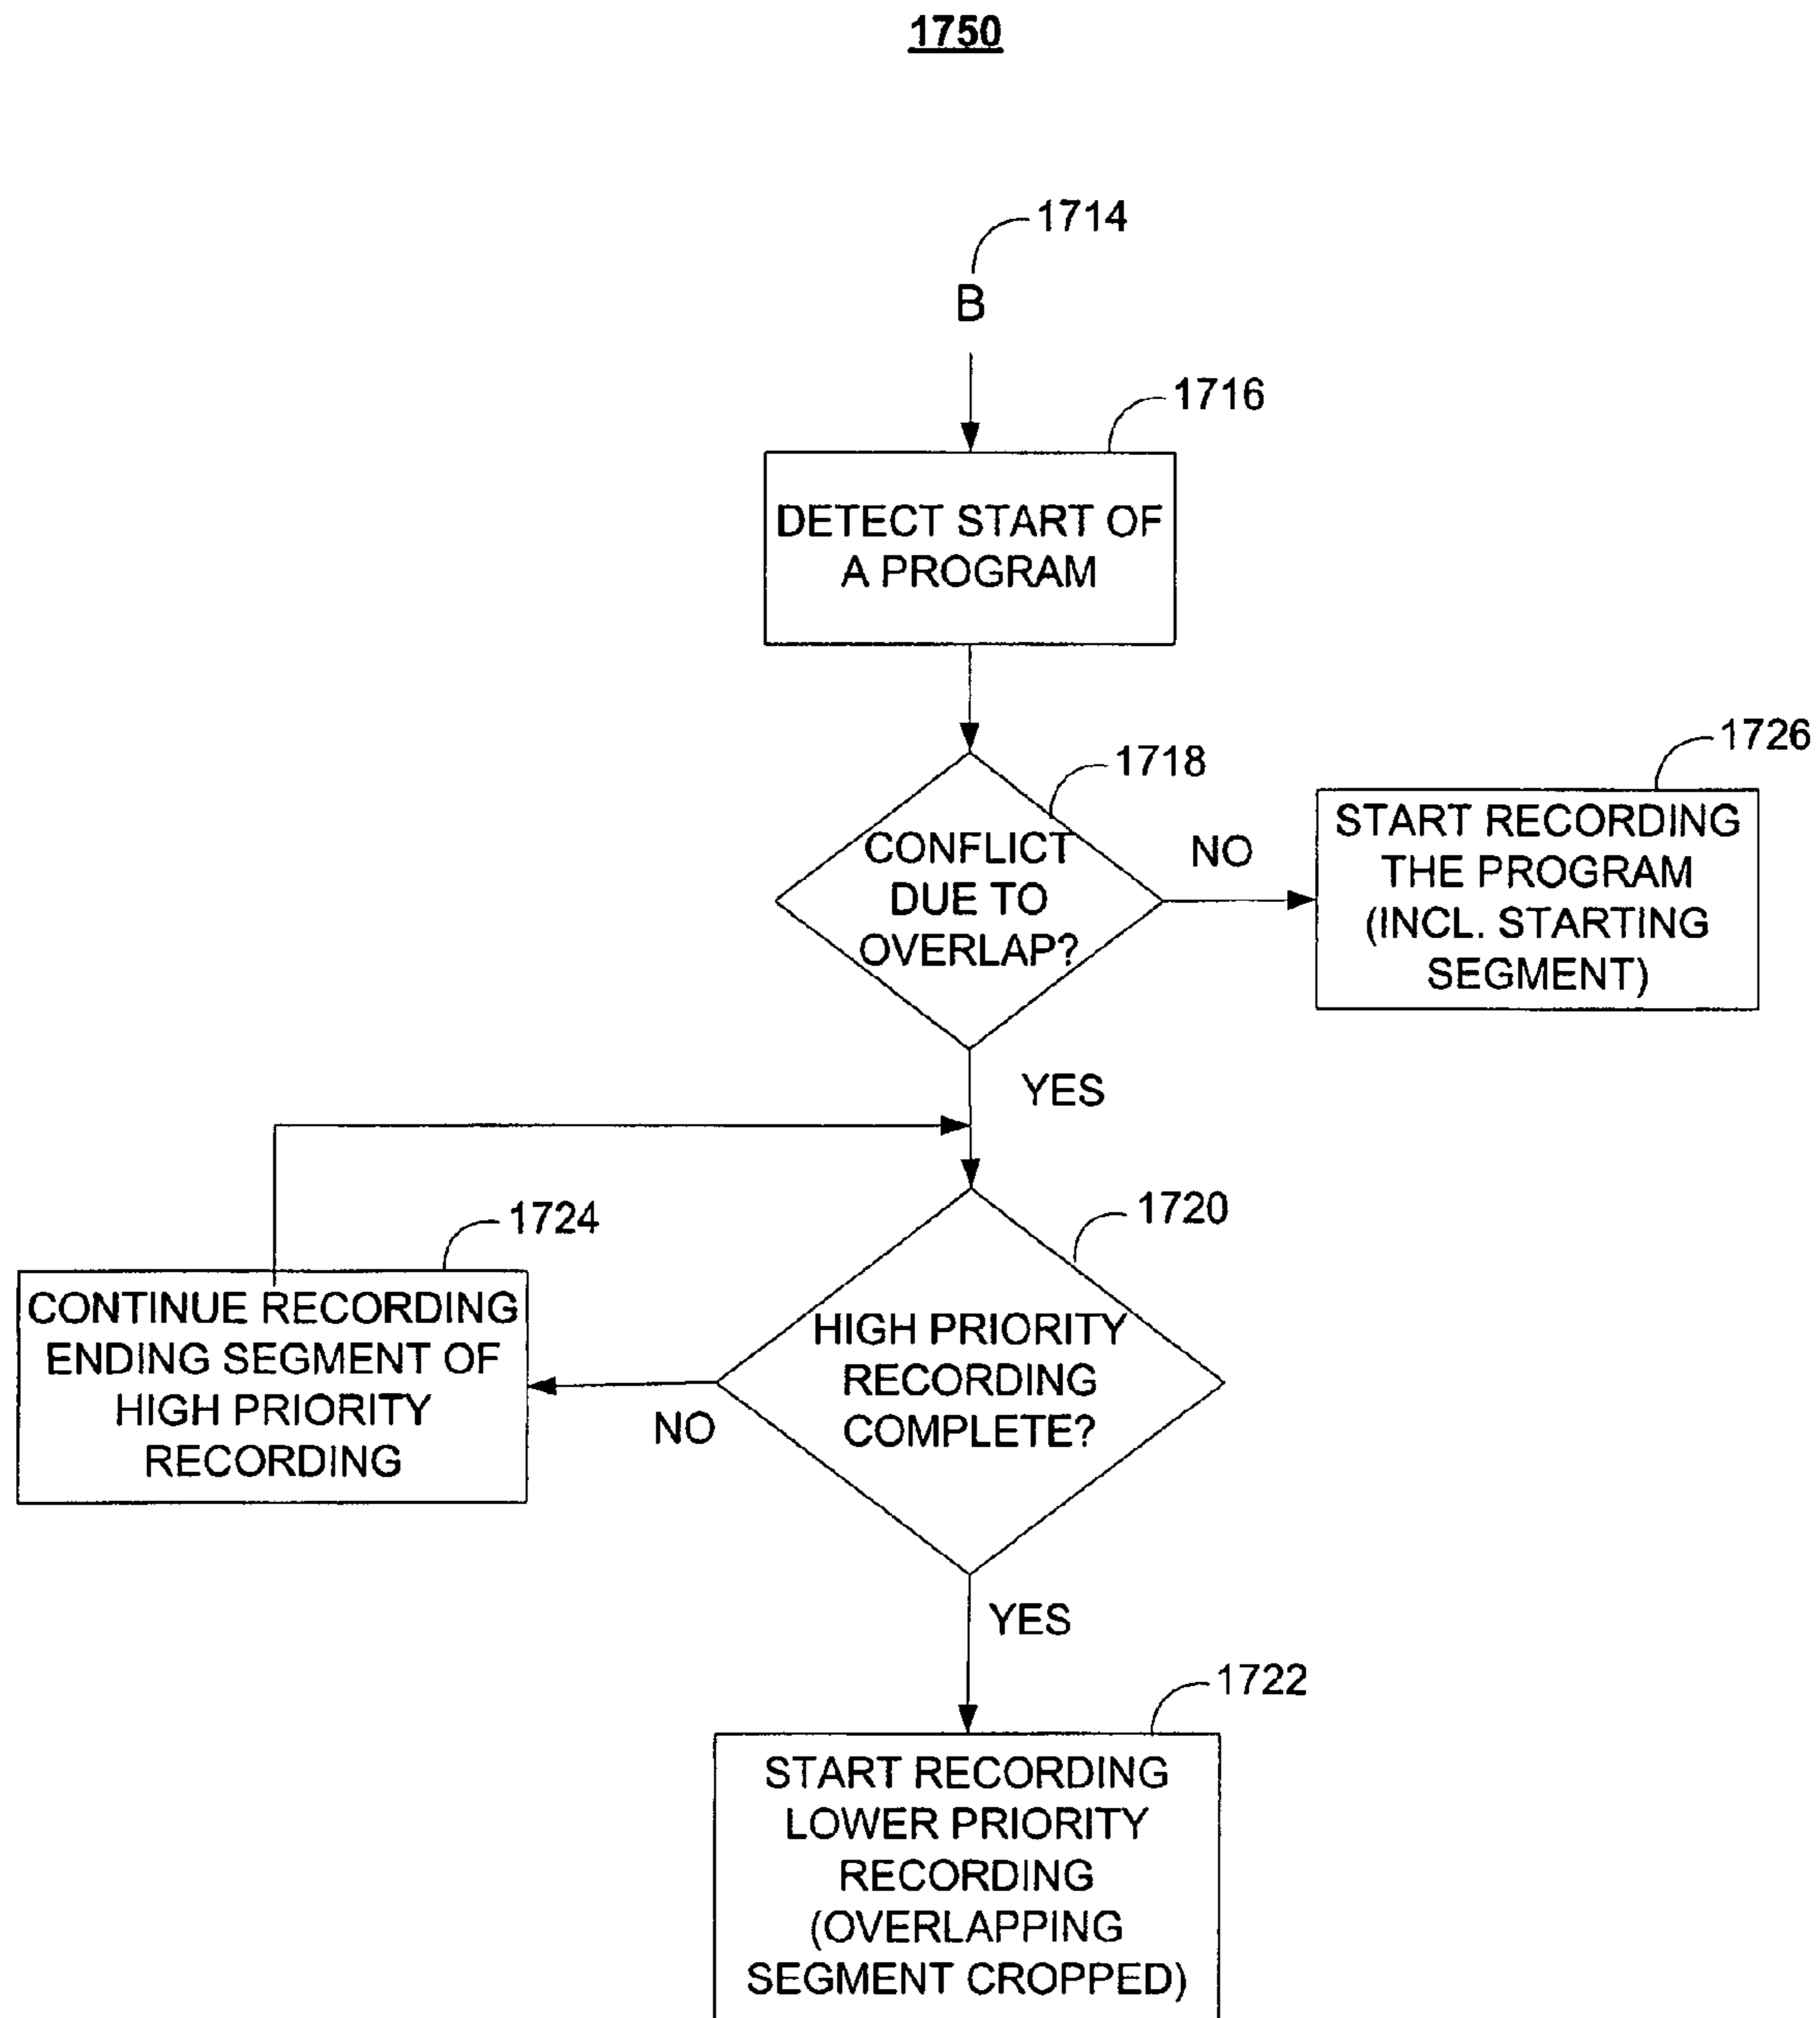 1750
1714
B
1716
DETECT START OF
A PROGRAM
1718
CONFLICT
DUE TO
OVERLAP?
NO
1726
START RECORDING
THE PROGRAM
(INCL. STARTING
SEGMENT)
YES
1724
CONTINUE RECORDING
ENDING SEGMENT OF
HIGH PRIORITY
RECORDING
1720
HIGH PRIORITY
RECORDING
COMPLETE?
NO
YES
1722
START RECORDING
LOWER PRIORITY
RECORDING
(OVERLAPPING
SEGMENT CROPPED)